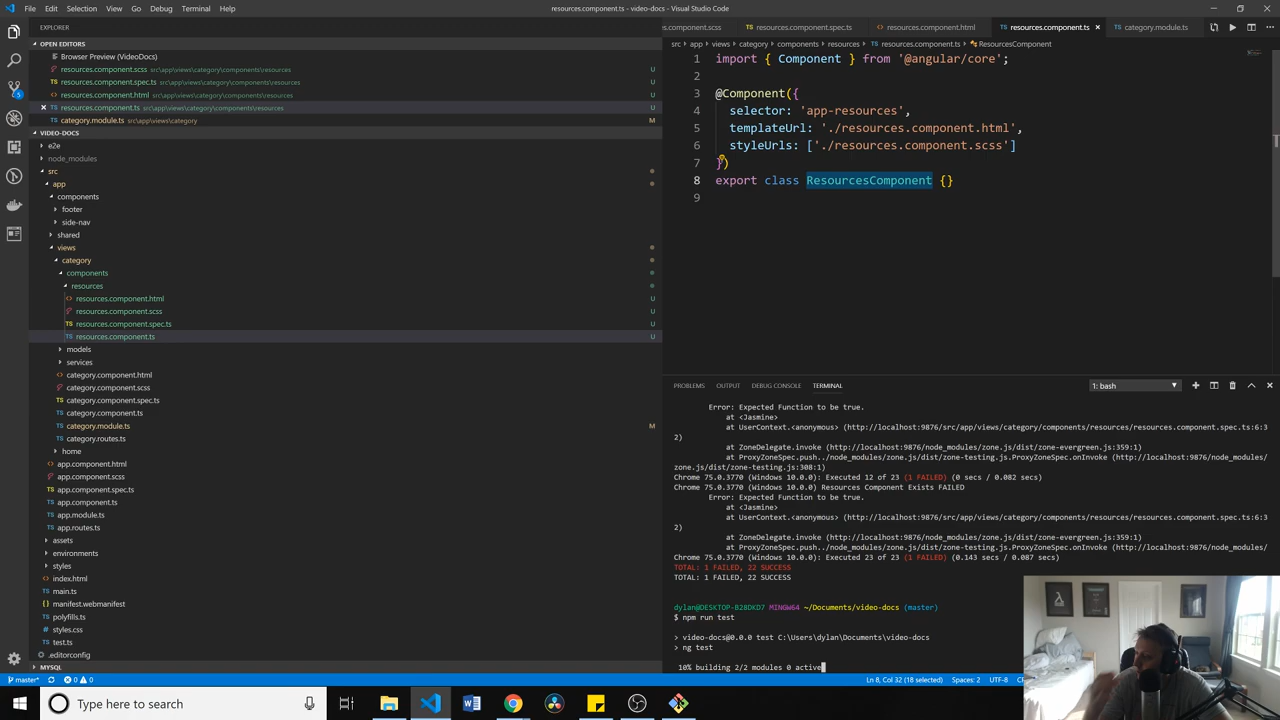 File Edit Selection View Go Debug Terminal Help
resources.component.ts - video-docs - Visual Studio Code
EXPLORER
OPEN EDITORS
Browser Preview (VideoDocs)
resources.component.scss src\app\views\category\components\resources U
resources.component.spec.ts src\app\views\category\components\resources U
resources.component.html src\app\views\category\components\resources U
resources.component.ts src\app\views\category\components\resources U
category.module.ts src\app\views\category M
VIDEO-DOCS
e2e
node_modules
src
app
components
footer
side-nav
shared
views
category
components
resources
resources.component.html U
resources.component.scss U
resources.component.spec.ts U
resources.component.ts U
models
services
category.component.html
category.component.scss
category.component.spec.ts
category.component.ts
category.module.ts M
category.routes.ts
home
app.component.html
app.component.scss
app.component.spec.ts
app.component.ts
app.module.ts
app.routes.ts
assets
environments
styles
index.html
main.ts
manifest.webmanifest
polyfills.ts
styles.css
test.ts
.editorconfig
MYSQL
es.component.scss resources.component.spec.ts resources.component.html resources.component.ts category.module.ts
src app views category components resources resources.component.ts ResourcesComponent
1 import { Component } from '@angular/core';
2
3 @Component({
4 selector: 'app-resources',
5 templateUrl: './resources.component.html',
6 styleUrls: ['./resources.component.scss']
7 })
8 export class ResourcesComponent {}
9
PROBLEMS OUTPUT DEBUG CONSOLE TERMINAL 1: bash
Error: Expected Function to be true.
at <Jasmine>
at UserContext.<anonymous> (http://localhost:9876/src/app/views/category/components/resources/resources.component.spec.ts:6:3
2)
at ZoneDelegate.invoke (http://localhost:9876/node_modules/zone.js/dist/zone-evergreen.js:359:1)
at ProxyZoneSpec.push../node_modules/zone.js/dist/zone-testing.js.ProxyZoneSpec.onInvoke (http://localhost:9876/node_modules/
zone.js/dist/zone-testing.js:308:1)
Chrome 75.0.3770 (Windows 10.0.0): Executed 12 of 23 (1 FAILED) (0 secs / 0.082 secs)
Chrome 75.0.3770 (Windows 10.0.0) Resources Component Exists FAILED
Error: Expected Function to be true.
at <Jasmine>
at UserContext.<anonymous> (http://localhost:9876/src/app/views/category/components/resources/resources.component.spec.ts:6:3
2)
at ZoneDelegate.invoke (http://localhost:9876/node_modules/zone.js/dist/zone-evergreen.js:359:1)
at ProxyZoneSpec.push../node_modules/zone.js/dist/zone-testing.js.ProxyZoneSpec.onInvoke (http://localhost:9876/node_modules/
Chrome 75.0.3770 (Windows 10.0.0): Executed 23 of 23 (1 FAILED) (0.143 secs / 0.087 secs)
TOTAL: 1 FAILED, 22 SUCCESS
TOTAL: 1 FAILED, 22 SUCCESS
dylan@DESKTOP-B28DKD7 MINGW64 ~/Documents/video-docs (master)
$ npm run test
> video-docs@0.0.0 test C:\Users\dylan\Documents\video-docs
> ng test
10% building 2/2 modules 0 active
master* 0 0 Ln 8, Col 32 (18 selected) Spaces: 2 UTF-8
Type here to search